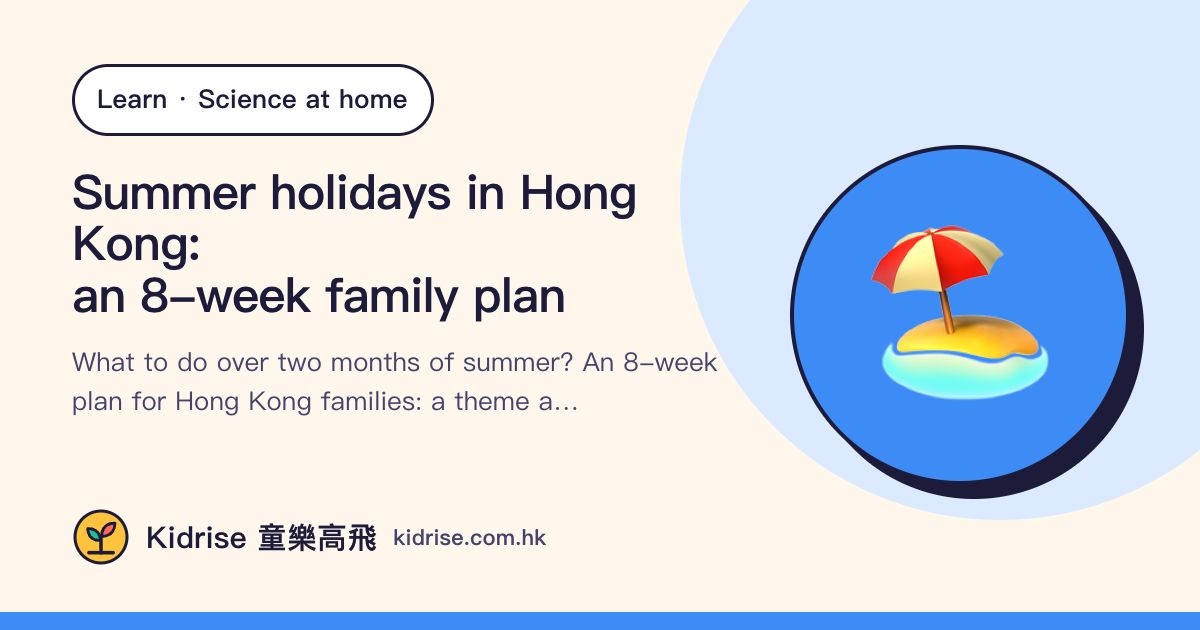 Learn · Science at home
Summer holidays in Hong
Kong:
an 8–week family plan
What to do over two months of summer? An 8–week
plan for Hong Kong families: a theme a…
Kidrise 童樂高飛 kidrise.com.hk